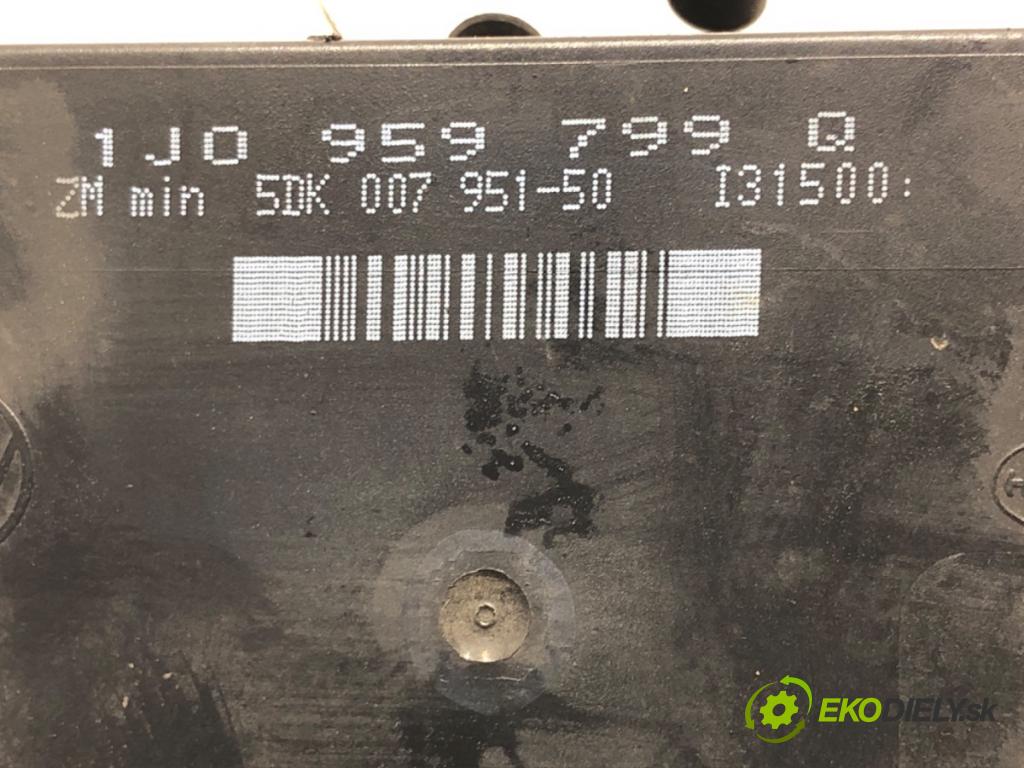 1J0 959 799 Q
ZM min 5DK 007 951-50 I31500:
EKODIELY.sk